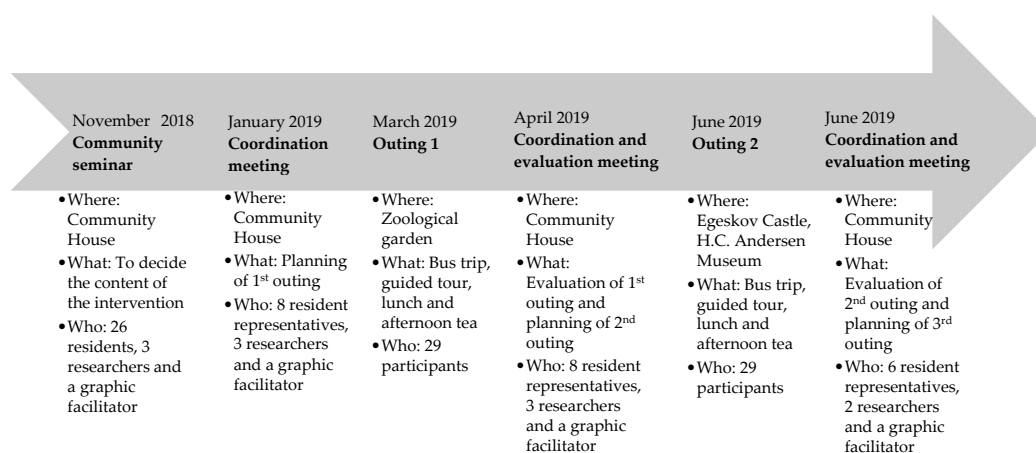 November 2018
Community
seminar
•Where:
Community
House
•What: To decide
the content of
the intervention
•Who: 26
residents, 3
researchers and
a graphic
facilitator
January 2019
Coordination
meeting
•Where:
Community
House
•What: Planning
of 1st outing
•Who: 8 resident
representatives,
3 researchers
and a graphic
facilitator
March 2019
Outing 1
•Where:
Zoological
garden
•What: Bus trip,
guided tour,
lunch and
afternoon tea
•Who: 29
participants
April 2019
Coordination and
evaluation meeting
•Where:
Community
House
•What:
Evaluation of 1st
outing and
planning of 2nd
outing
•Who: 8 resident
representatives,
3 researchers
and a graphic
facilitator
June 2019
Outing 2
•Where:
Egeskov Castle,
H.C. Andersen
Museum
•What: Bus trip,
guided tour,
lunch and
afternoon tea
•Who: 29
participants
June 2019
Coordination and
evaluation meeting
•Where:
Community
House
•What:
Evaluation of
2nd outing and
planning of 3rd
outing
•Who: 6 resident
representatives,
2 researchers
and a graphic
facilitator